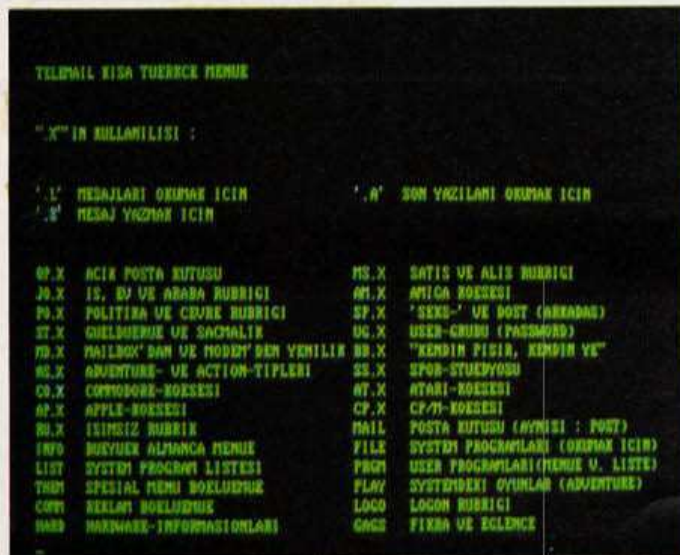 TELEMAIL KISA TUERKCE MENUE
".X"'IN KULLANILISI :
'.L' MESAJLARI OKUMAK ICIN '.A' SON YAZILANI OKUMAK ICIN
'.S' MESAJ YAZMAK ICIN
OP.X ACIK POSTA KUTUSU MS.X SATIS VE ALIS RUBRIGI
JO.X IS, EV VE ARABA RUBRIGI AM.X AMIGA KOESESI
PO.X POLITIKA VE CEVRE RUBRIGI SF.X 'SEKS-' VE DOST (ARKADAS)
ST.X GUELDUERUE VE SACMALIK UG.X USER-GRUBU (PASSWORD)
MD.X MAILBOX'DAN VE MODEM'DEN YENILIK BB.X "KENDIN PISIR, KENDIN YE"
AS.X ADVENTURE- VE ACTION-TIPLERI SS.X SPOR-STUEDYOSU
CO.X COMMODORE-KOESESI AT.X ATARI-KOESESI
AP.X APPLE-KOESESI CP.X CP/M-KOESESI
RU.X ISIMSIZ RUBRIK MAIL POSTA KUTUSU (AYNISI : POST)
INFO BUEYUEK ALMANCA MENUE FILE SYSTEM PROGRAMLARI (OKUMAK ICIN)
LIST SYSTEM PROGRAM LISTESI PRGM USER PROGRAMLARI(MENUE U. LISTE)
THEM SPESIAL MENU BOELUEMUE PLAY SYSTEMDEKI OYUNLAR (ADVENTURE)
COMM REKLAM BOELUEMUE LOGO LOGON RUBRIGI
HARD HARDWARE-INFORMASIONLARI GAGS FIKRA VE EGLENCE